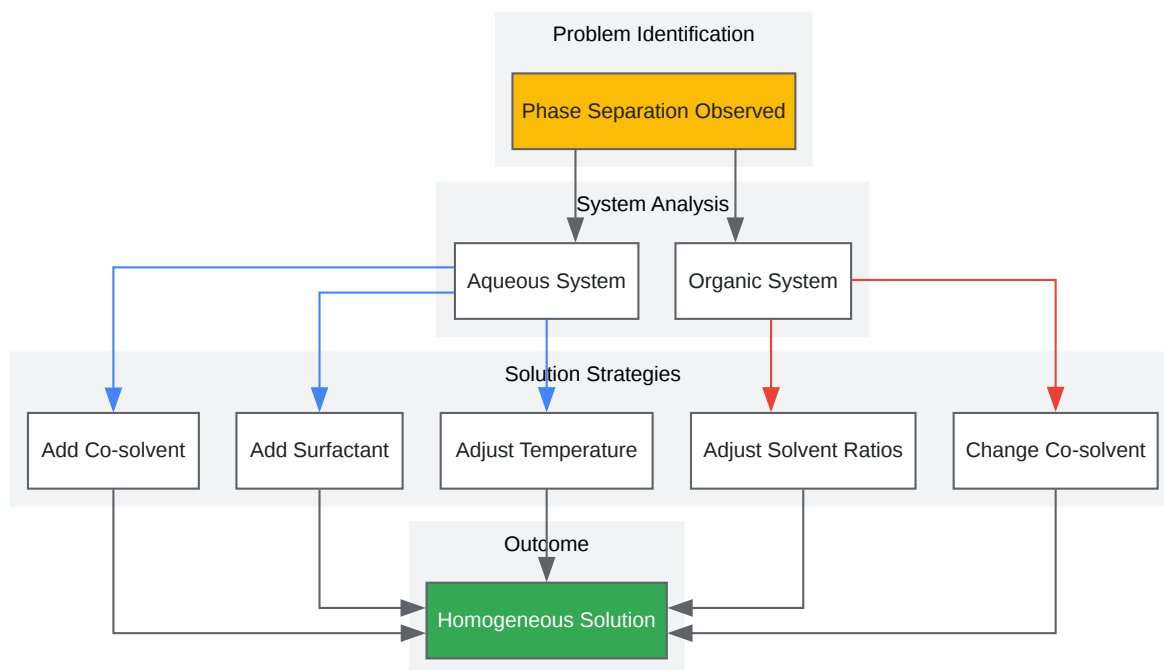 Problem Identification
Phase Separation Observed
System Analysis
Aqueous System
Organic System
Solution Strategies
Add Co-solvent
Add Surfactant
Adjust Temperature
Adjust Solvent Ratios
Change Co-solvent
Outcome
Homogeneous Solution